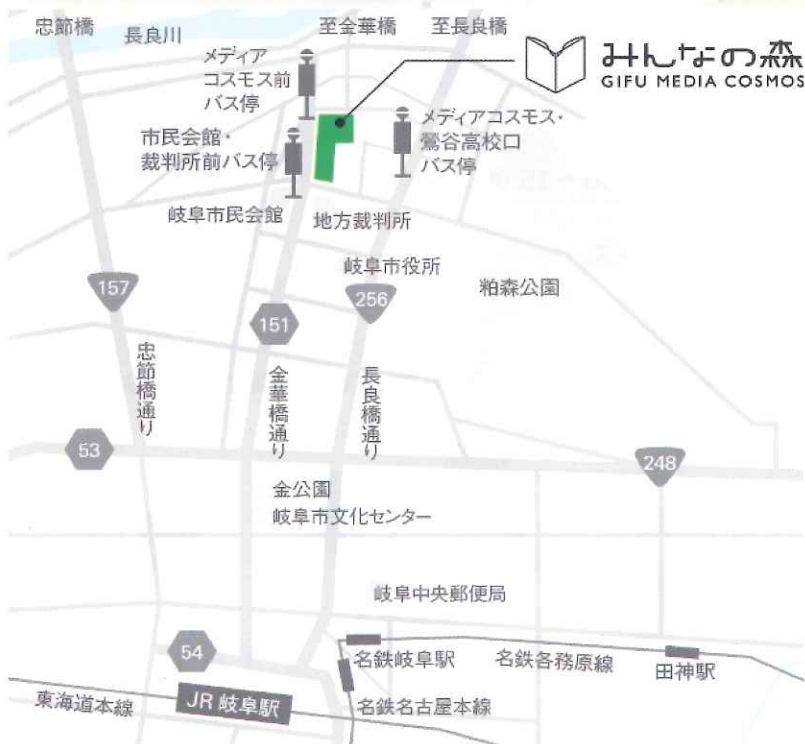 忠節橋
長良川
至金華橋
至長良橋
みんなの森
GIFU MEDIA COSMOS
メディア
コスモス前
バス停
メディアコスモス・
鶯谷高校口
バス停
市民会館・
裁判所前バス停
岐阜市民会館
地方裁判所
岐阜市役所
粕森公園
157
256
151
忠節橋通り
金華橋通り
長良橋通り
53
248
金公園
岐阜市文化センター
岐阜中央郵便局
54
名鉄岐阜駅
名鉄各務原線
田神駅
東海道本線
JR 岐阜駅
名鉄名古屋本線